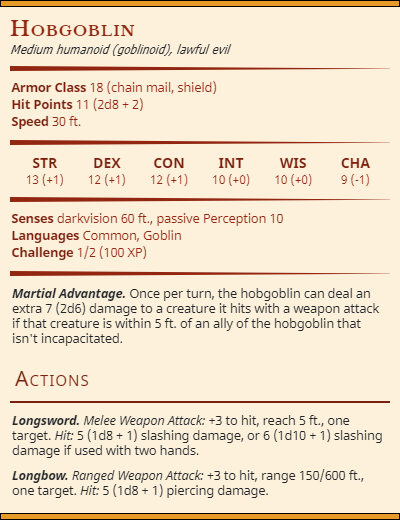 Hobgoblin
Medium humanoid (goblinoid), lawful evil
Armor Class 18 (chain mail, shield)
Hit Points 11 (2d8 + 2)
Speed 30 ft.
STR DEX CON INT WIS CHA
13 (+1) 12 (+1) 12 (+1) 10 (+0) 10 (+0) 9 (-1)
Senses darkvision 60 ft., passive Perception 10
Languages Common, Goblin
Challenge 1/2 (100 XP)
Martial Advantage. Once per turn, the hobgoblin can deal an
extra 7 (2d6) damage to a creature it hits with a weapon attack
if that creature is within 5 ft. of an ally of the hobgoblin that
isn't incapacitated.
Actions
Longsword. Melee Weapon Attack: +3 to hit, reach 5 ft., one
target. Hit: 5 (1d8 + 1) slashing damage, or 6 (1d10 + 1) slashing
damage if used with two hands.
Longbow. Ranged Weapon Attack: +3 to hit, range 150/600 ft.,
one target. Hit: 5 (1d8 + 1) piercing damage.